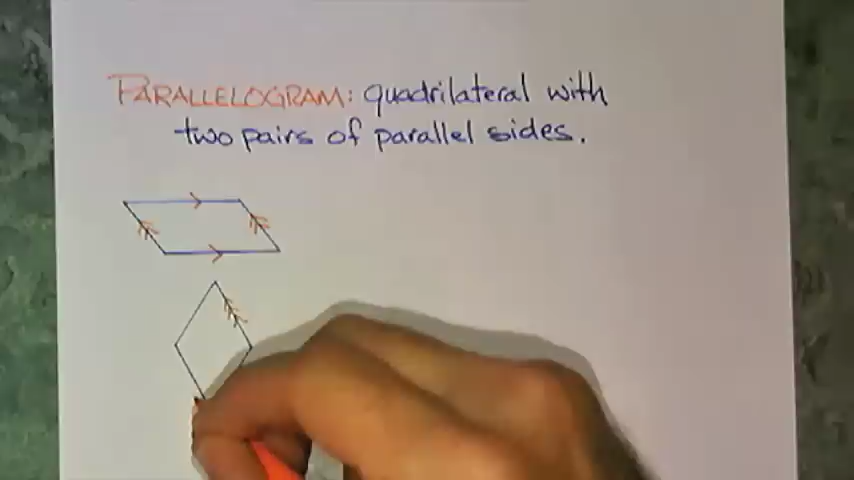 PARALLELOGRAM: quadrilateral with
two pairs of parallel sides.